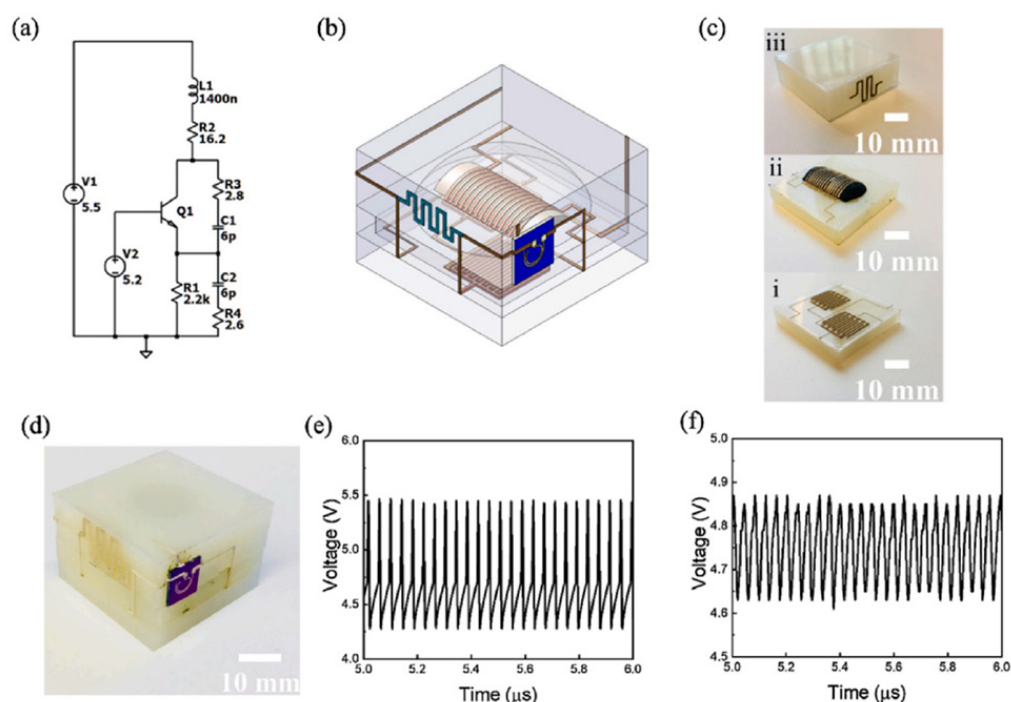 (a)
L1
1400n
R2
16.2
R3
2.8
V1
5.5
Q1
C1
6p
V2
5.2
R1
2.2k
C2
6p
R4
2.6
(b)
(c)
iii
10 mm
ii
10 mm
i
10 mm
(d)
10 mm
(e)
6.0
5.5
5.0
4.5
4.0
Voltage (V)
5.0 5.2 5.4 5.6 5.8 6.0
Time (μs)
(f)
5.0
4.9
4.8
4.7
4.6
4.5
Voltage (V)
5.0 5.2 5.4 5.6 5.8 6.0
Time (μs)